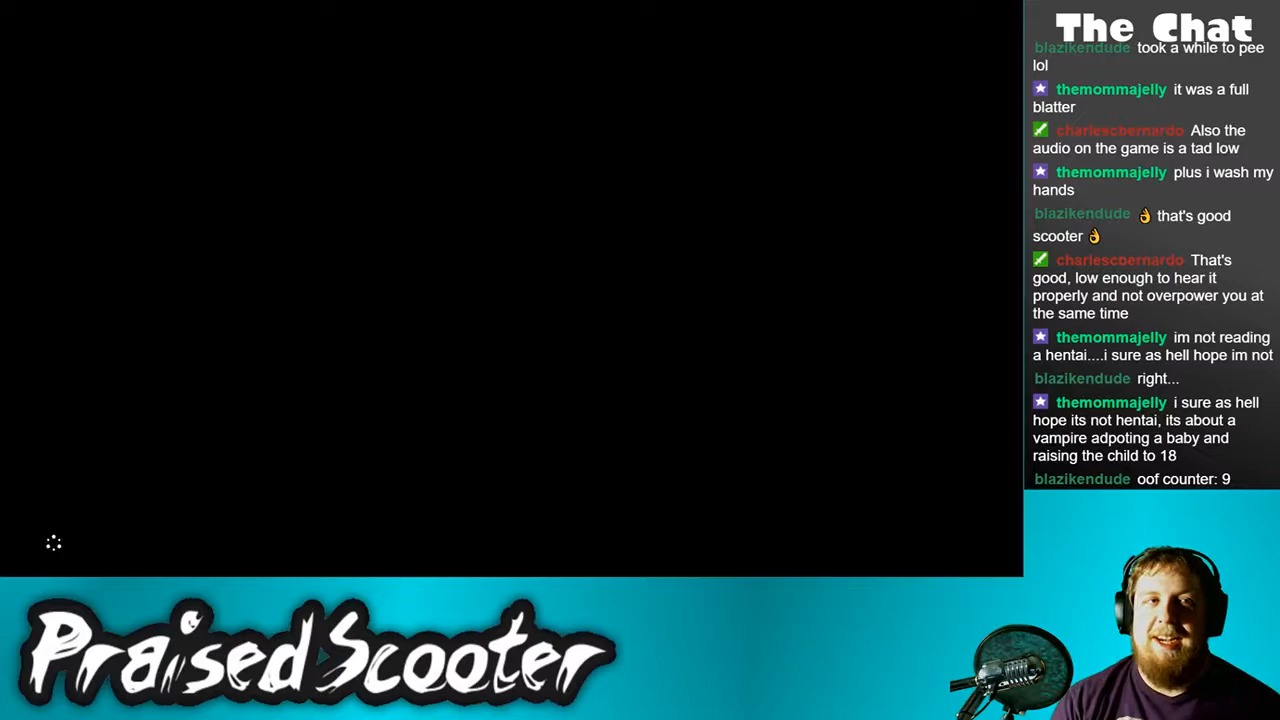 The Chat
blazikendude took a while to pee
lol
themommajelly it was a full
blatter
charlescbernardo Also the
audio on the game is a tad low
themommajelly plus i wash my
hands
blazikendude 👌 that's good
scooter 👌
charlescbernardo That's
good, low enough to hear it
properly and not overpower you at
the same time
themommajelly im not reading
a hentai....i sure as hell hope im not
blazikendude right...
themommajelly i sure as hell
hope its not hentai, its about a
vampire adpoting a baby and
raising the child to 18
blazikendude oof counter: 9
PraisedScooter